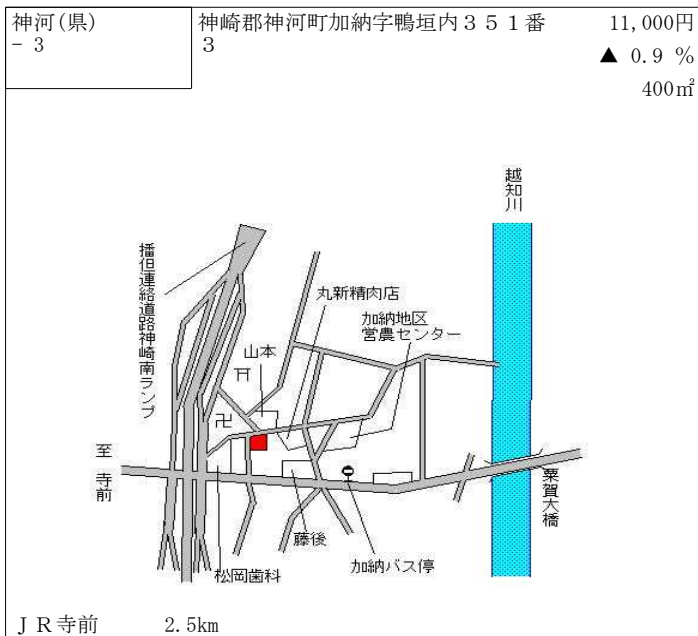 神河(県)
－3
神崎郡神河町加納字鴨垣内３５１番
３
11,000円
▲ 0.9 %
400㎡
越知川
播但連絡道路神崎南ランプ
丸新精肉店
加納地区
営農センター
山本
至 寺前
粟賀大橋
藤後
加納バス停
松岡歯科
ＪＲ寺前 2.5km